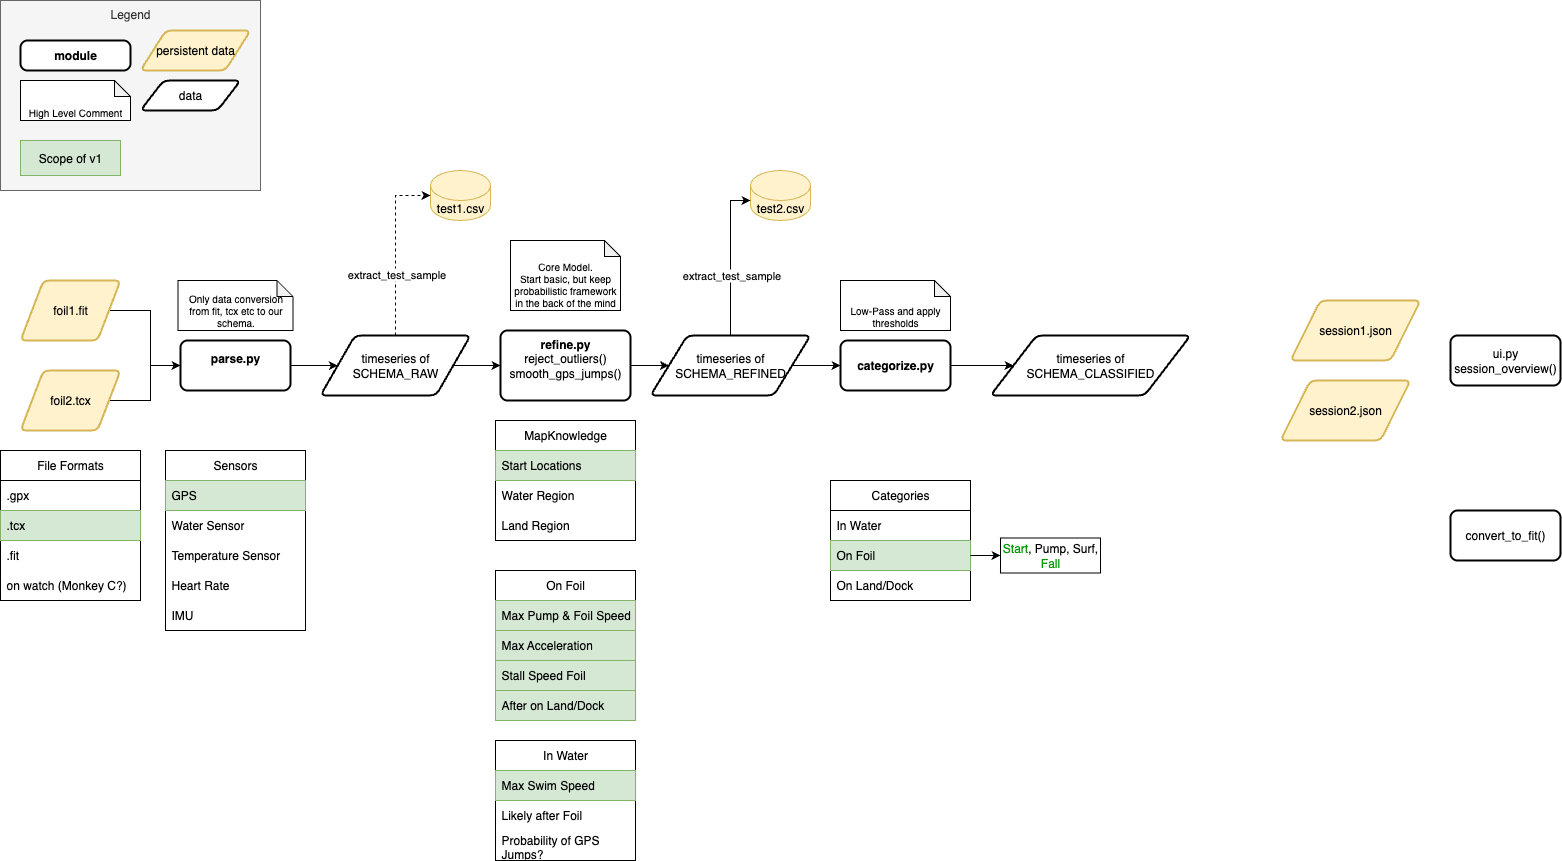 Legend
module
persistent data
High Level Comment
data
Scope of v1
test1.csv
test2.csv
extract_test_sample
extract_test_sample
Core Model.
Start basic, but keep
probabilistic framework
in the back of the mind
Only data conversion
from fit, tcx etc to our
schema.
Low-Pass and apply
thresholds
foil1.fit
foil2.tcx
parse.py
timeseries of
SCHEMA_RAW
refine.py
reject_outliers()
smooth_gps_jumps()
timeseries of
SCHEMA_REFINED
categorize.py
timeseries of
SCHEMA_CLASSIFIED
session1.json
session2.json
ui.py
session_overview()
convert_to_fit()
File Formats
.gpx
.tcx
.fit
on watch (Monkey C?)
Sensors
GPS
Water Sensor
Temperature Sensor
Heart Rate
IMU
MapKnowledge
Start Locations
Water Region
Land Region
On Foil
Max Pump & Foil Speed
Max Acceleration
Stall Speed Foil
After on Land/Dock
In Water
Max Swim Speed
Likely after Foil
Probability of GPS
Jumps?
Categories
In Water
On Foil
On Land/Dock
Start, Pump, Surf,
Fall